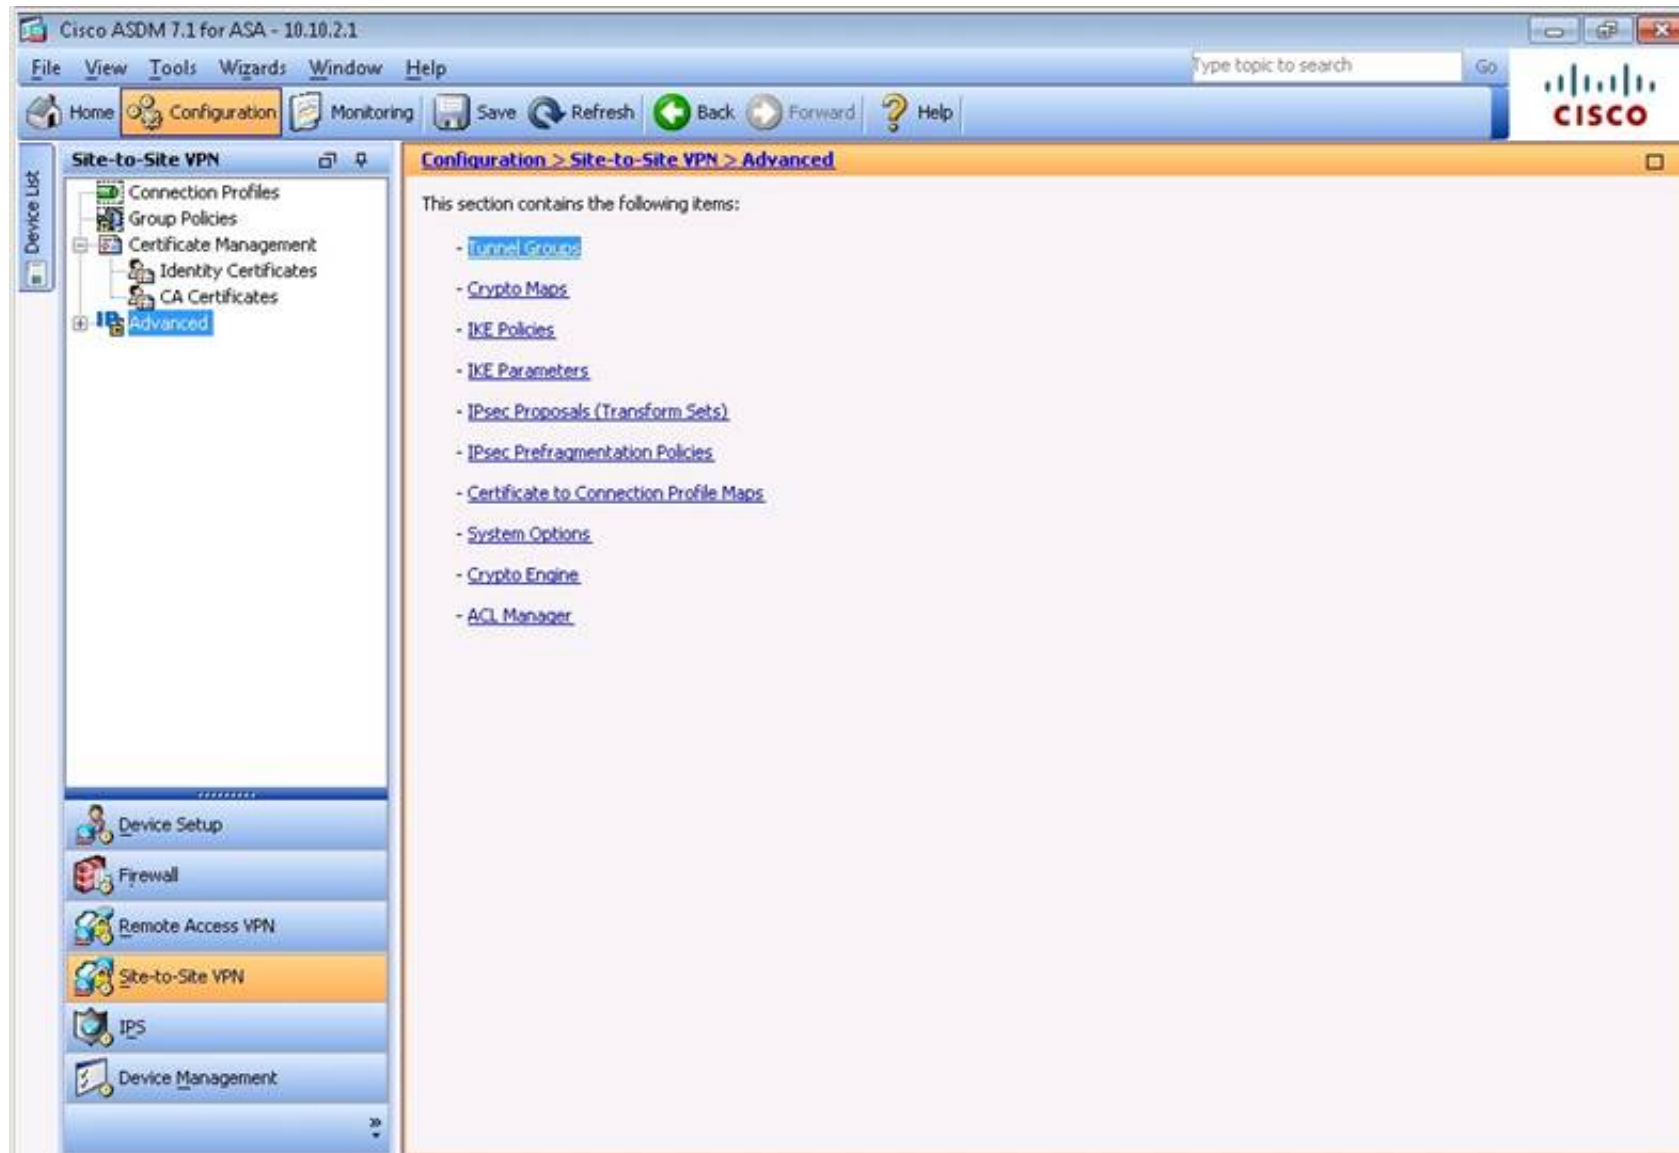 Cisco ASDM 7.1 for ASA - 10.10.2.1
File View Tools Wizards Window Help
Type topic to search Go
Home Configuration Monitoring Save Refresh Back Forward Help
CISCO
Device List
Site-to-Site VPN
Connection Profiles
Group Policies
Certificate Management
Identity Certificates
CA Certificates
Advanced
Device Setup
Firewall
Remote Access VPN
Site-to-Site VPN
IPS
Device Management
»
Configuration > Site-to-Site VPN > Advanced
This section contains the following items:
- Tunnel Groups
- Crypto Maps
- IKE Policies
- IKE Parameters
- IPsec Proposals (Transform Sets)
- IPsec Prefragmentation Policies
- Certificate to Connection Profile Maps
- System Options
- Crypto Engine
- ACL Manager